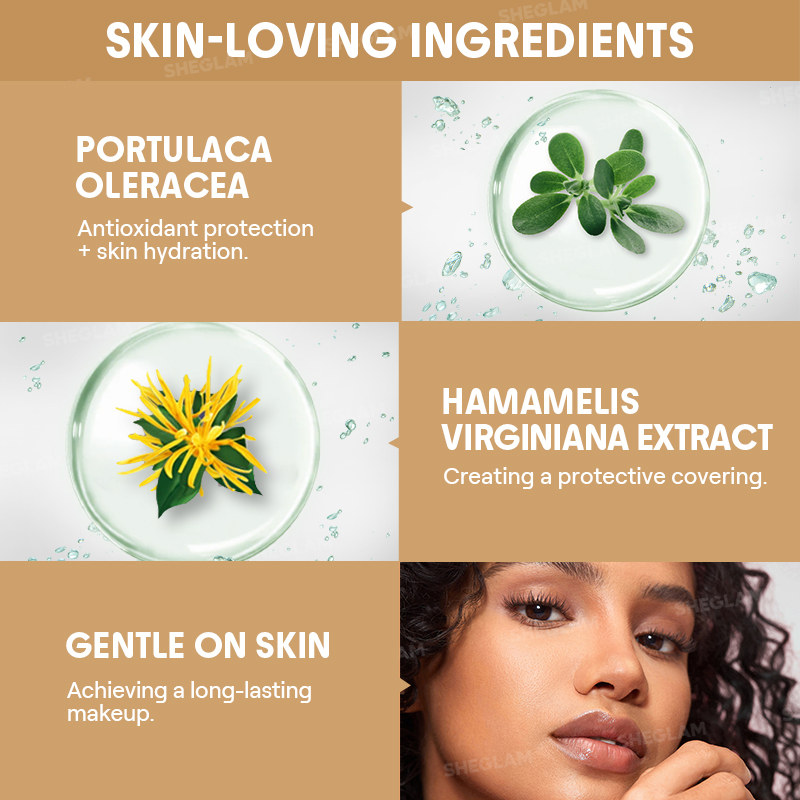 SKIN-LOVING INGREDIENTS
PORTULACA
OLERACEA
Antioxidant protection
+ skin hydration.
HAMAMELIS
VIRGINIANA EXTRACT
Creating a protective covering.
GENTLE ON SKIN
Achieving a long-lasting
makeup.
SHEGLAM
SHEGLAM
SHEGLAM
SHEGLAM